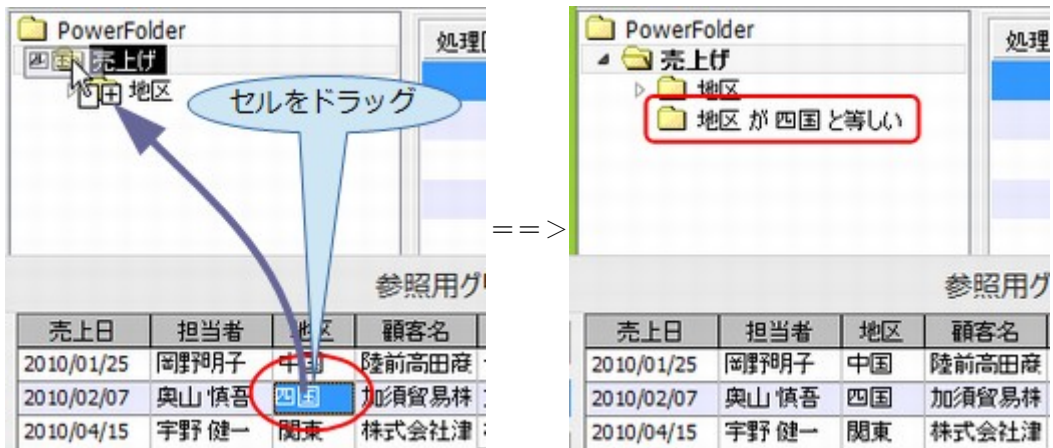 PowerFolder
四国 売上げ
地区
処理
セルをドラッグ
参照用グ
売上日 担当者 地区 顧客名
2010/01/25 岡野明子 中国 陸前高田商
2010/02/07 奥山 慎吾 四国 加須貿易株
2010/04/15 宇野 健一 関東 株式会社津
==>
PowerFolder
売上げ
地区
地区 が 四国 と等しい
処理
参照用グ
売上日 担当者 地区 顧客名
2010/01/25 岡野明子 中国 陸前高田商
2010/02/07 奥山 慎吾 四国 加須貿易株
2010/04/15 宇野 健一 関東 株式会社津